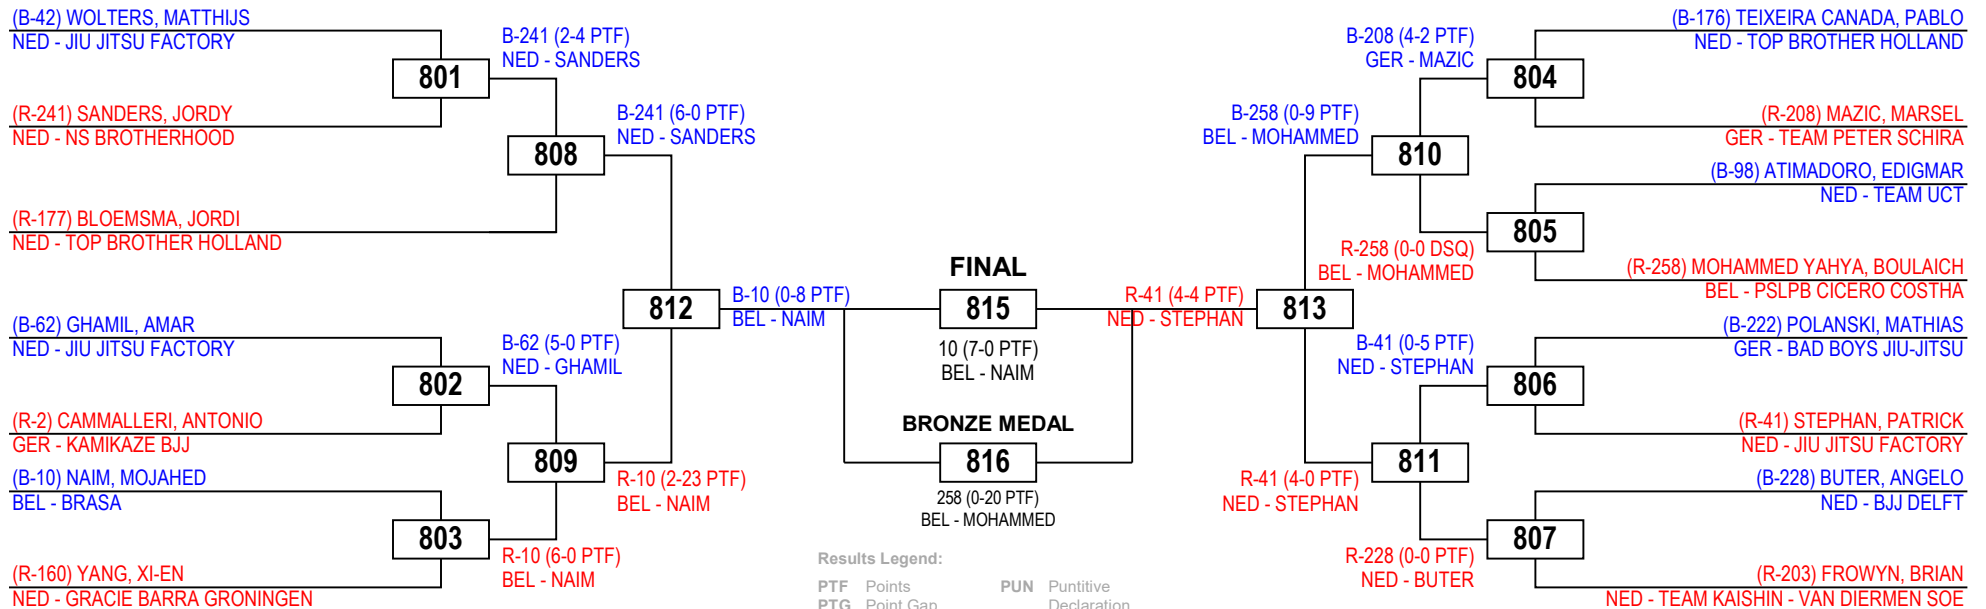 (B-42) WOLTERS, MATTHIJS
NED - JIU JITSU FACTORY
801
(R-241) SANDERS, JORDY
NED - NS BROTHERHOOD
B-241 (2-4 PTF)
NED - SANDERS
808
(R-177) BLOEMSMA, JORDI
NED - TOP BROTHER HOLLAND
B-241 (6-0 PTF)
NED - SANDERS
812
(B-62) GHAMIL, AMAR
NED - JIU JITSU FACTORY
802
(R-2) CAMMALLERI, ANTONIO
GER - KAMIKAZE BJJ
B-62 (5-0 PTF)
NED - GHAMIL
809
(B-10) NAIM, MOJAHED
BEL - BRASA
803
(R-160) YANG, XI-EN
NED - GRACIE BARRA GRONINGEN
R-10 (6-0 PTF)
BEL - NAIM
R-10 (2-23 PTF)
BEL - NAIM
B-10 (0-8 PTF)
BEL - NAIM
FINAL
815
10 (7-0 PTF)
BEL - NAIM
BRONZE MEDAL
816
258 (0-20 PTF)
BEL - MOHAMMED
R-41 (4-4 PTF)
NED - STEPHAN
813
B-258 (0-9 PTF)
BEL - MOHAMMED
810
B-208 (4-2 PTF)
GER - MAZIC
804
(B-176) TEIXEIRA CANADA, PABLO
NED - TOP BROTHER HOLLAND
(R-208) MAZIC, MARSEL
GER - TEAM PETER SCHIRA
(B-98) ATIMADORO, EDIGMAR
NED - TEAM UCT
805
R-258 (0-0 DSQ)
BEL - MOHAMMED
(R-258) MOHAMMED YAHYA, BOULAICH
BEL - PSLPB CICERO COSTHA
(B-222) POLANSKI, MATHIAS
GER - BAD BOYS JIU-JITSU
B-41 (0-5 PTF)
NED - STEPHAN
806
(R-41) STEPHAN, PATRICK
NED - JIU JITSU FACTORY
811
R-41 (4-0 PTF)
NED - STEPHAN
(B-228) BUTER, ANGELO
NED - BJJ DELFT
807
R-228 (0-0 PTF)
NED - BUTER
(R-203) FROWYN, BRIAN
NED - TEAM KAISHIN - VAN DIERMEN SOE
Results Legend:
PTF Points PUN Puntitive
PTG Point Gap Declaration